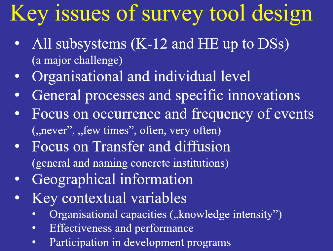 Key issues of survey tool design
• All subsystems (K-12 and HE up to DSs)
(a major challenge)
• Organisational and individual level
• General processes and specific innovations
• Focus on occurrence and frequency of events
(„never”, „few times”, often, very often)
• Focus on Transfer and diffusion
(general and naming concrete institutions)
• Geographical information
• Key contextual variables
• Organisational capacities („knowledge intensity”)
• Effectiveness and performance
• Participation in development programs